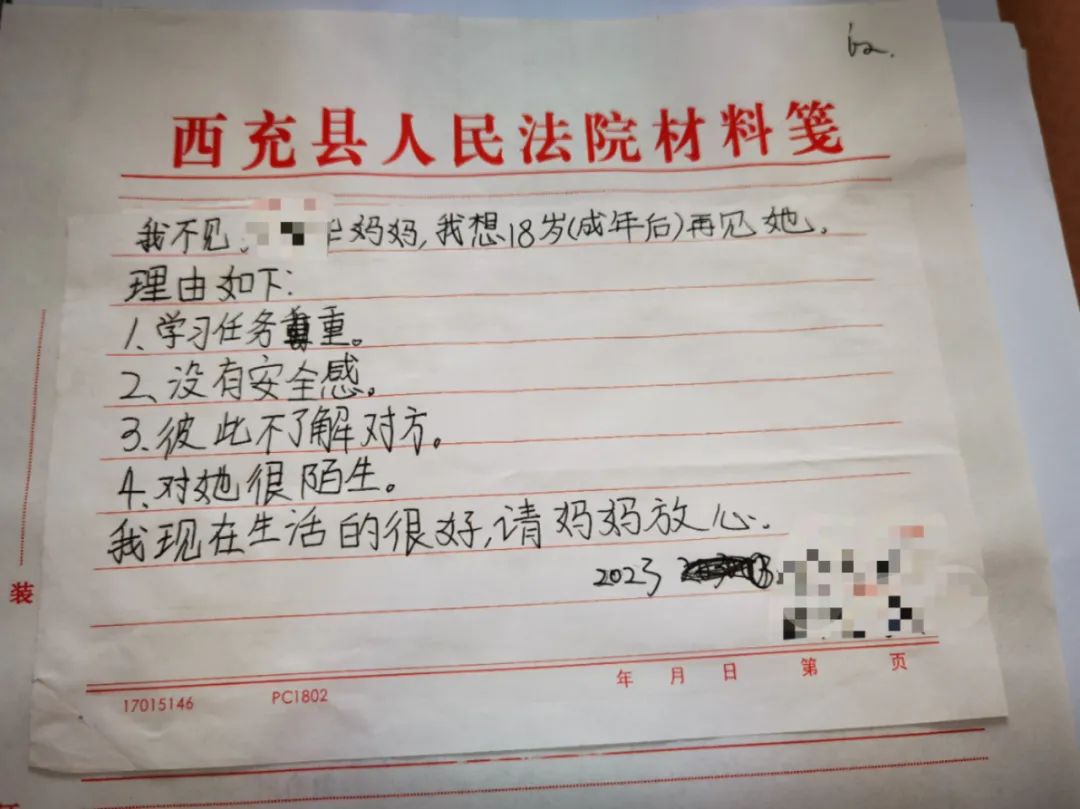 62.
西充县人民法院材料笺
我不见 妈妈,我想18岁(成年后)再见她.
理由如下:
1、学习任务重。
2、没有安全感。
3、彼此不了解对方。
4、对她很陌生。
我现在生活的很好,请妈妈放心.
2023
装
年 月 日 第 页
17015146 PC1802